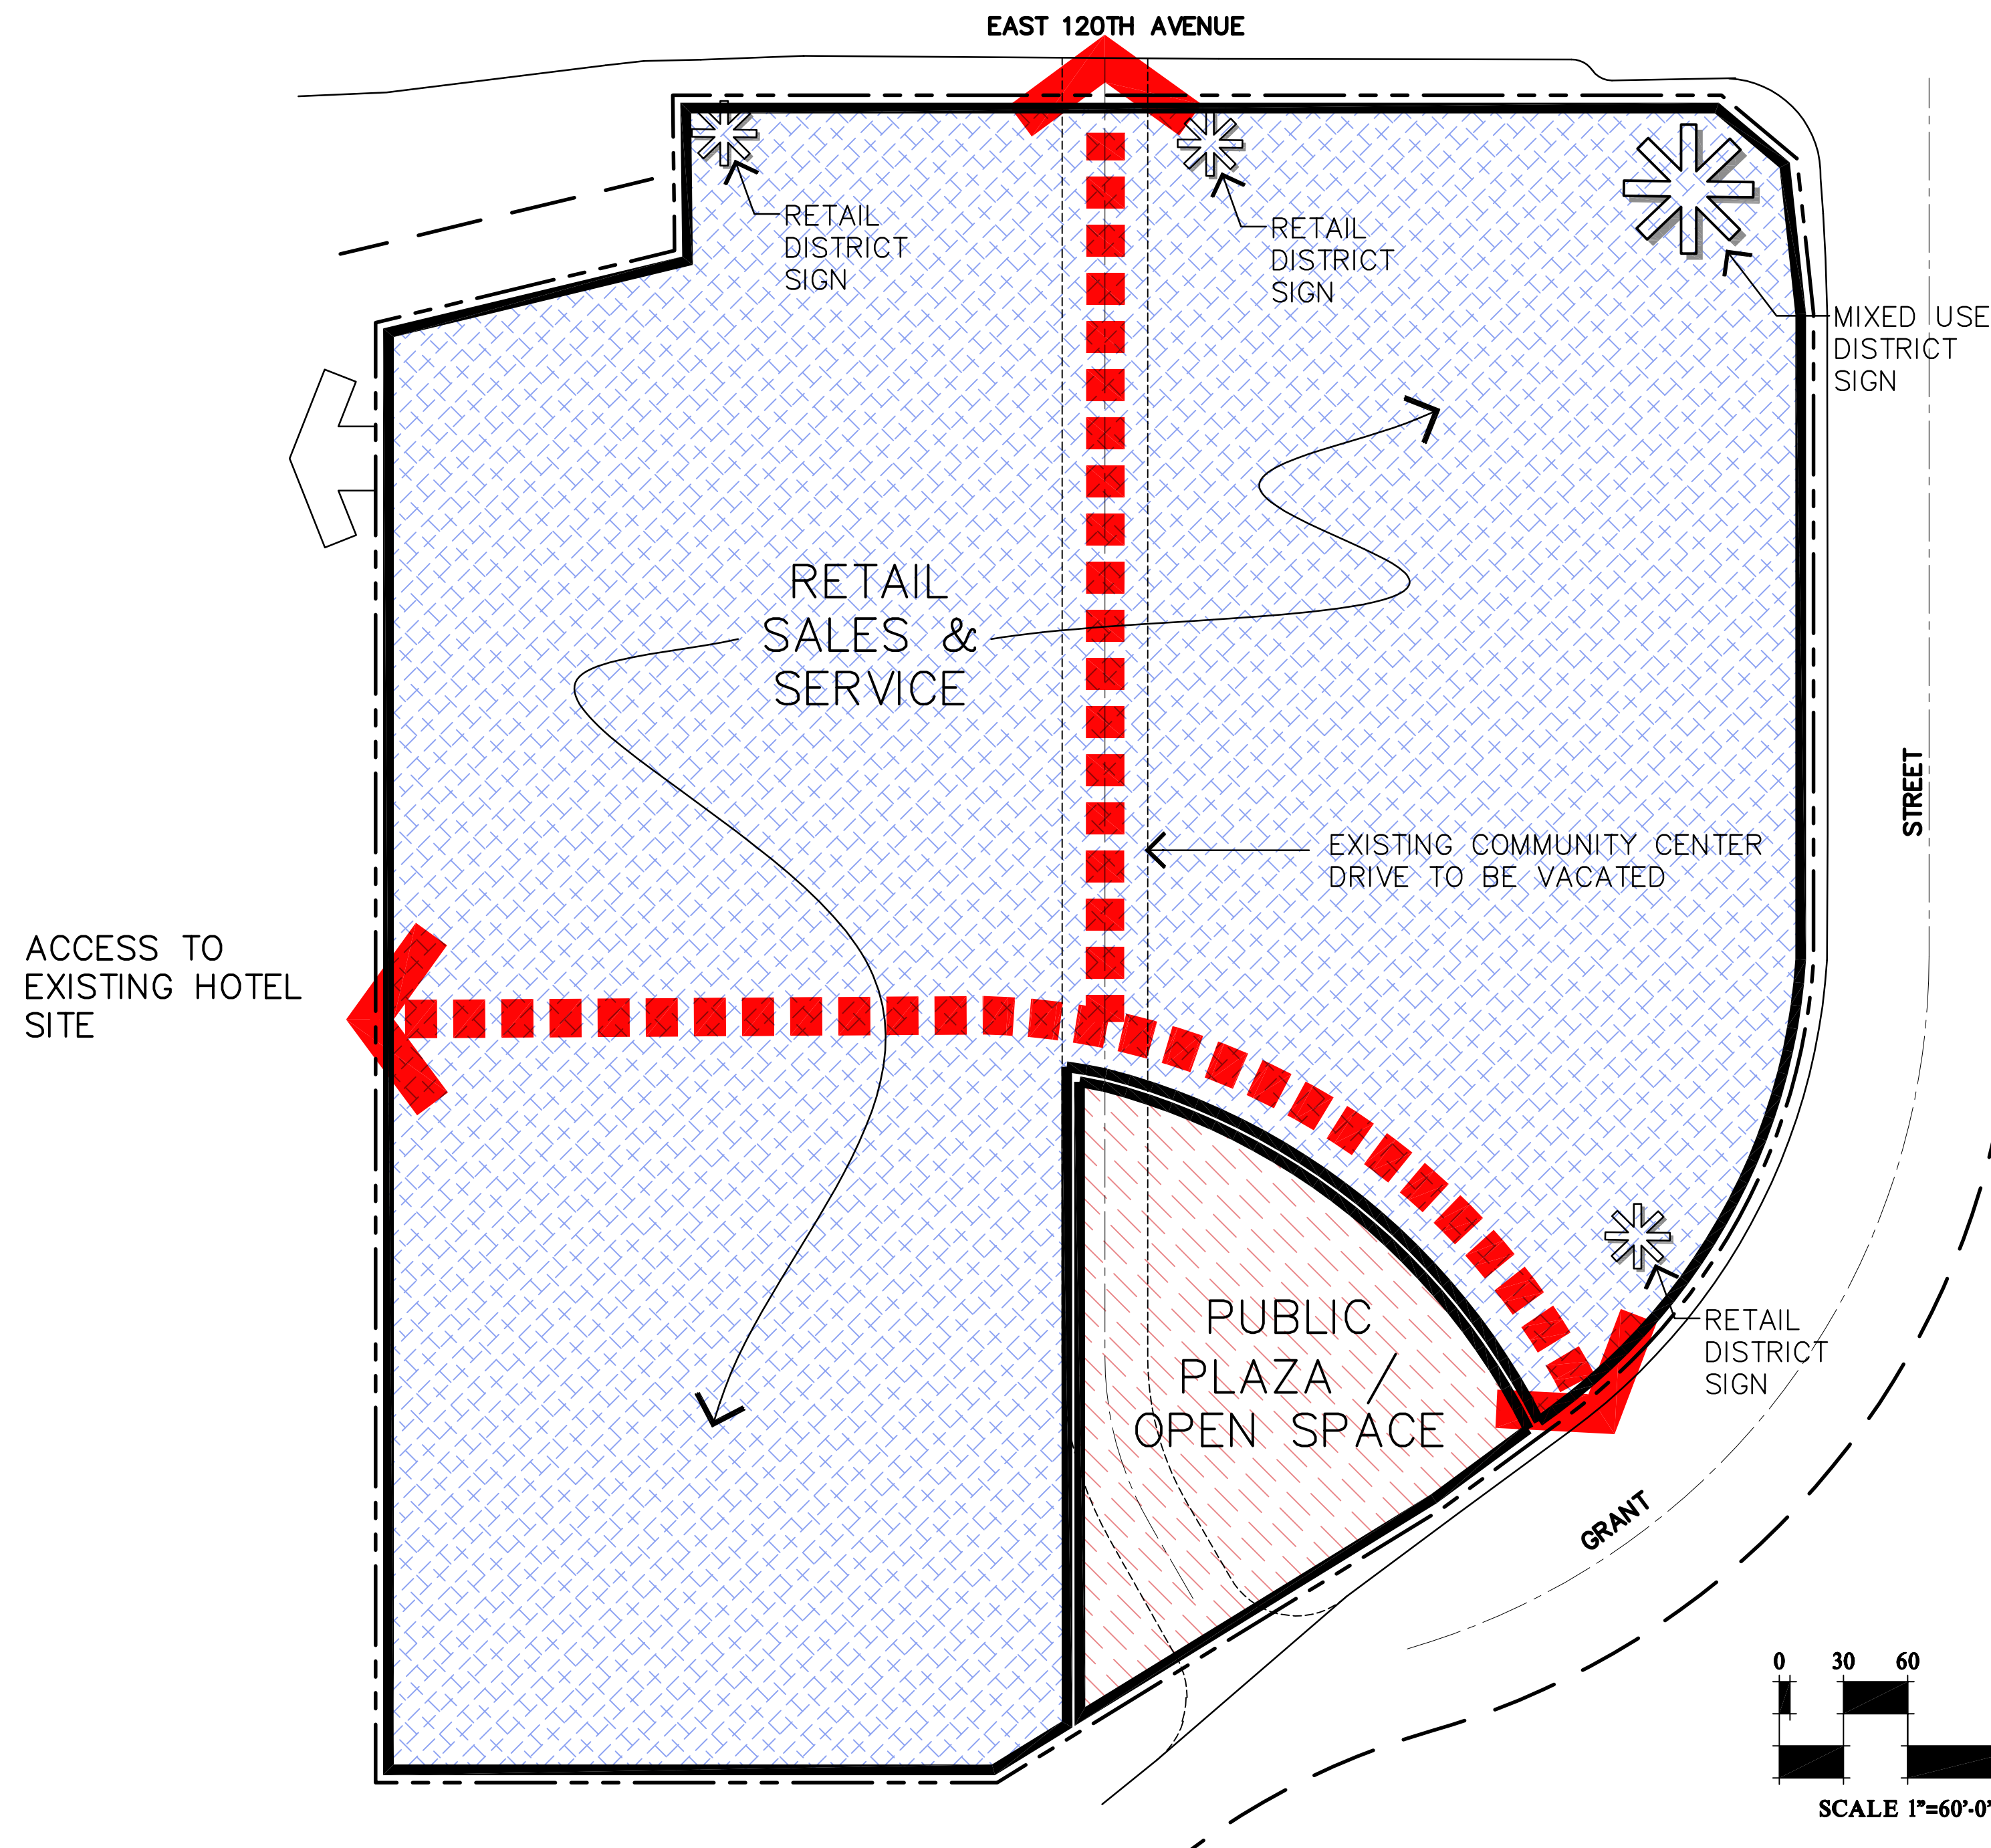 EAST 120TH AVENUE
RETAIL
DISTRICT
SIGN
RETAIL
DISTRICT
SIGN
MIXED USE
DISTRICT
SIGN
RETAIL
SALES &
SERVICE
STREET
EXISTING COMMUNITY CENTER
DRIVE TO BE VACATED
ACCESS TO
EXISTING HOTEL
SITE
PUBLIC
PLAZA /
OPEN SPACE
RETAIL
DISTRICT
SIGN
GRANT
0 30 60
SCALE 1"=60'-0"